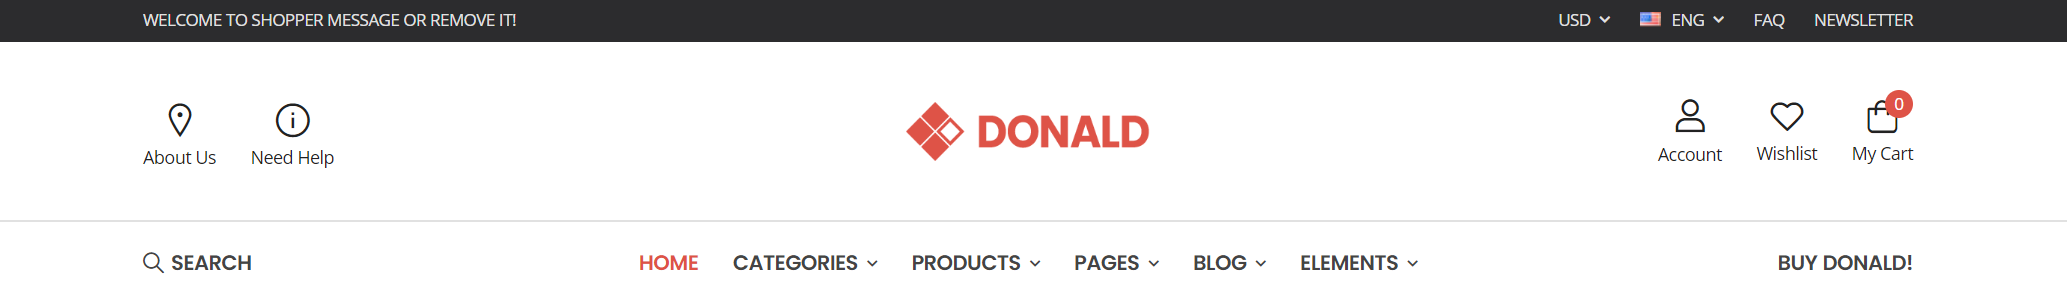 WELCOME TO SHOPPER MESSAGE OR REMOVE IT! USD ENG FAQ NEWSLETTER
DONALD
0
About Us Need Help Account Wishlist My Cart
SEARCH HOME CATEGORIES PRODUCTS PAGES BLOG ELEMENTS BUY DONALD!